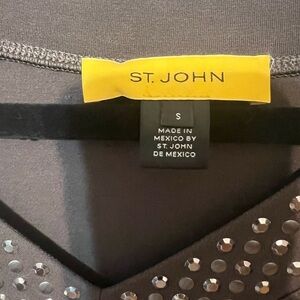 ST. JOHN
S
MADE IN
MEXICO BY
ST. JOHN
DE MEXICO